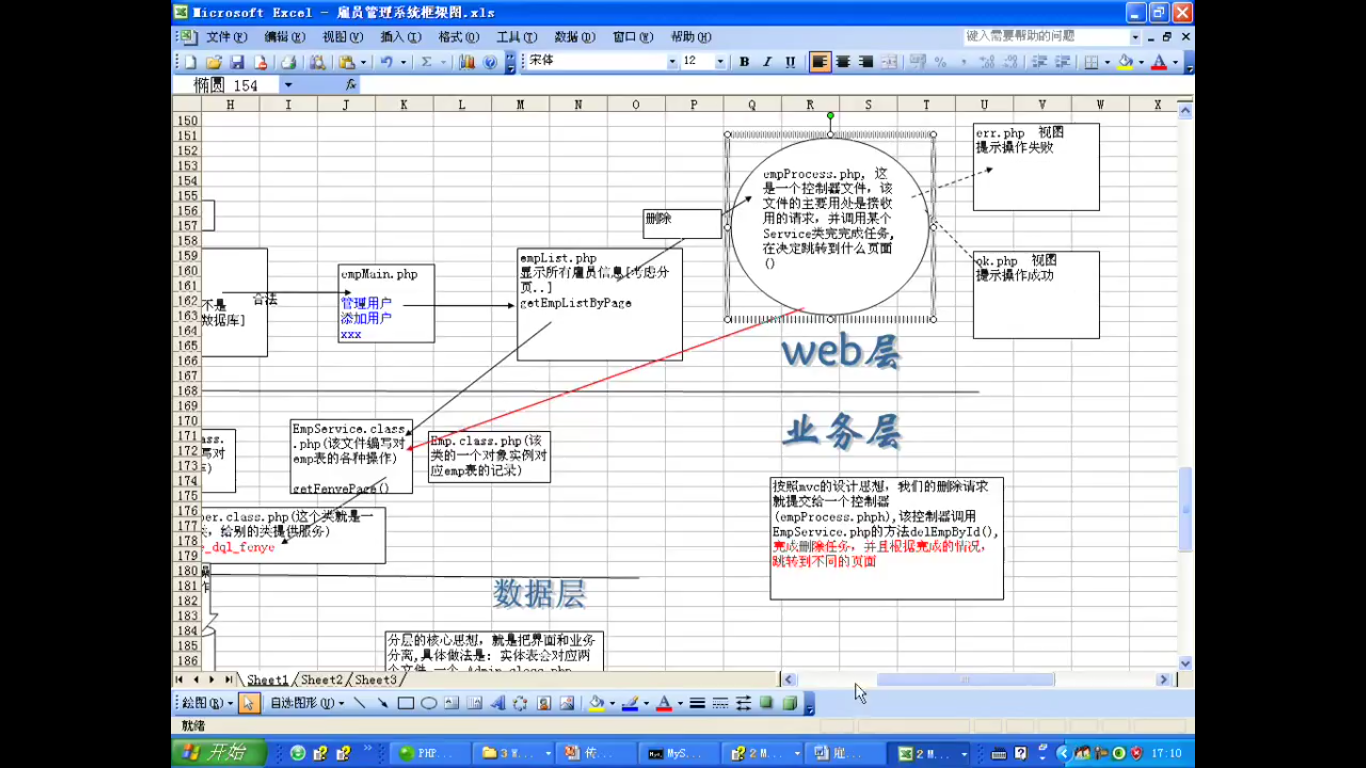 Microsoft Excel - 雇员管理系统框架图.xls
文件(F) 编辑(E) 视图(V) 插入(I) 格式(O) 工具(T) 数据(D) 窗口(W) 帮助(H) 键入需要帮助的问题
宋体 12 B I U
椭圆 154 fx
H I J K L M N O P Q R S T U V W X
150
151
152
153
154
155
156
157
158
159
160
161
162
163
164
165
166
167
168
169
170
171
172
173
174
175
176
177
178
179
180
181
182
183
184
185
186
err.php 视图
提示操作失败
empProcess.php, 这
是一个控制器文件, 该
文件的主要用处是接收
用的请求, 并调用某个
Service类完完成任务,
在决定跳转到什么页面
()
删除
ok.php 视图
提示操作成功
empList.php
显示所有雇员信息[考虑分
页..]
getEmpListByPage
empMain.php
管理用户
添加用户
xxx
合法
不是
数据库]
web层
业务层
EmpService.class
.php(该文件编写对
emp表的各种操作)
getFenyePage()
Emp.class.php(该
类的一个对象实例对
应emp表的记录)
ass.
写对
)
per.class.php(这个类就是一
, 给别的类提供服务)
_dql_fenye
按照mvc的设计思想, 我们的删除请求
就提交给一个控制器
(empProcess.phph),该控制器调用
EmpService.php的方法delEmpById(),
完成删除任务, 并且根据完成的情况,
跳转到不同的页面
数据层
分层的核心思想, 就是把界面和业务
分离,具体做法是: 实体表会对应两
个文件 一个 Admin.class.php
Sheet1 Sheet2 Sheet3
绘图(R) 自选图形(U)
就绪
开始 PHP... 3 W... 传... MyS... 2 M... 雇... 2 M... 17:10